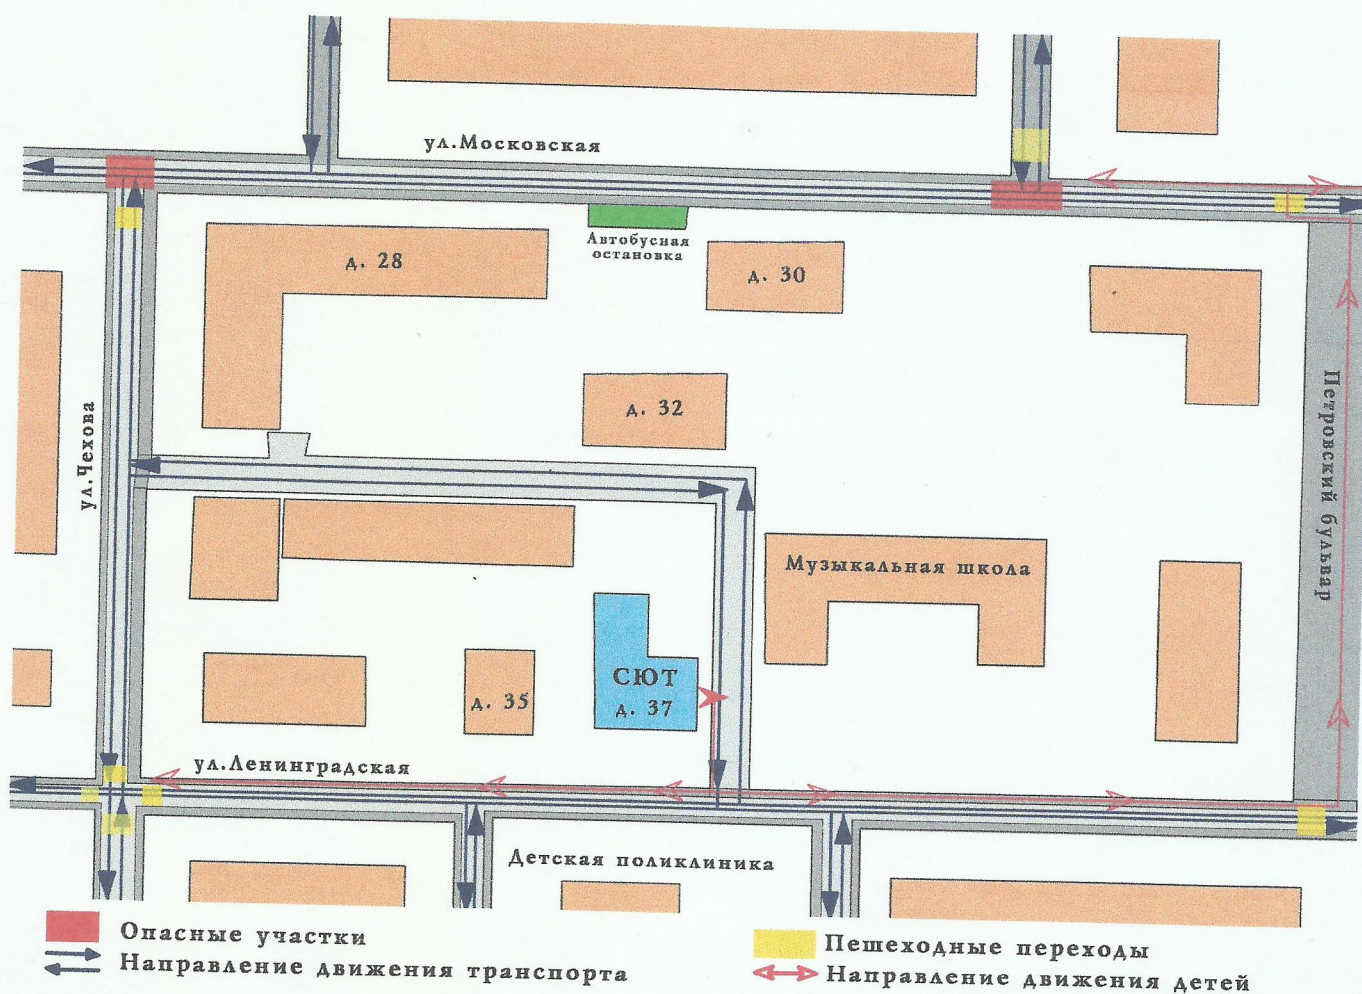 ул.Московская
Автобусная
остановка
д. 28
д. 30
д. 32
ул.Чехова
Петровский бульвар
Музыкальная школа
СЮТ
д. 37
д. 35
ул.Ленинградская
Детская поликлиника
Опасные участки
Направление движения транспорта
Пешеходные переходы
Направление движения детей